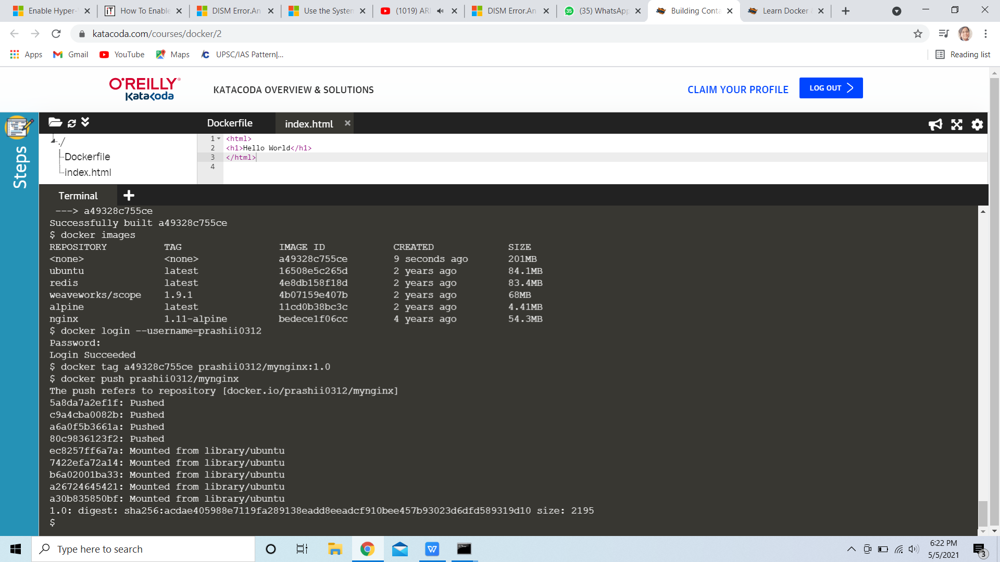 Enable Hyper-
How To Enable
DISM Error.An
Use the System
(1019) ARI
DISM Error.An
35
(35) WhatsApp
Building Conta
Learn Docker
katacoda.com/courses/docker/2
Apps
Gmail
YouTube
Maps
UPSC/IAS Pattern|...
Reading list
O'REILLY
Katacoda
KATACODA OVERVIEW & SOLUTIONS
CLAIM YOUR PROFILE
LOG OUT
Steps
Dockerfile
index.html
./
Dockerfile
index.html
1 <html>
2 <h1>Hello World</h1>
3 </html>
4
Terminal
---> a49328c755ce
Successfully built a49328c755ce
$ docker images
REPOSITORY TAG IMAGE ID CREATED SIZE
<none> <none> a49328c755ce 9 seconds ago 201MB
ubuntu latest 16508e5c265d 2 years ago 84.1MB
redis latest 4e8db158f18d 2 years ago 83.4MB
weaveworks/scope 1.9.1 4b07159e407b 2 years ago 68MB
alpine latest 11cd0b38bc3c 2 years ago 4.41MB
nginx 1.11-alpine bedece1f06cc 4 years ago 54.3MB
$ docker login --username=prashii0312
Password:
Login Succeeded
$ docker tag a49328c755ce prashii0312/mynginx:1.0
$ docker push prashii0312/mynginx
The push refers to repository [docker.io/prashii0312/mynginx]
5a8da7a2ef1f: Pushed
c9a4cba0082b: Pushed
a6a0f5b3661a: Pushed
80c9836123f2: Pushed
ec8257ff6a7a: Mounted from library/ubuntu
7422efa72a14: Mounted from library/ubuntu
b6a02001ba33: Mounted from library/ubuntu
a26724645421: Mounted from library/ubuntu
a30b835850bf: Mounted from library/ubuntu
1.0: digest: sha256:acdae405988e7119fa289138eadd8eeadcf910bee457b93023d6dfd589319d10 size: 2195
$
Type here to search
6:22 PM
5/5/2021
3